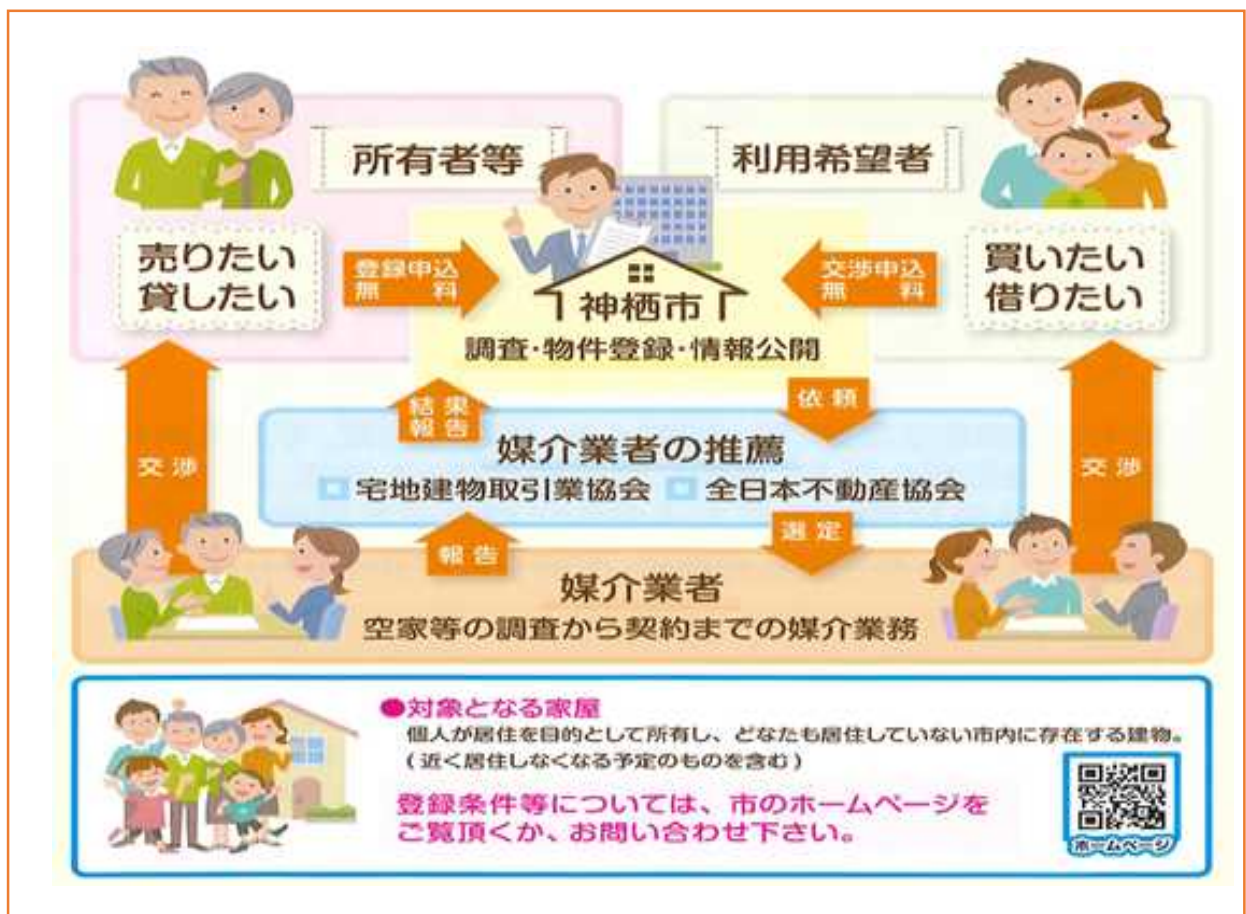 所有者等
利用希望者
売りたい
貸したい
登録申込
無料
神栖市
調査・物件登録・情報公開
交渉申込
無料
買いたい
借りたい
結果
報告
依頼
交渉
媒介業者の推薦
宅地建物取引業協会 全日本不動産協会
交渉
報告
選定
媒介業者
空家等の調査から契約までの媒介業務
●対象となる家屋
個人が居住を目的として所有し、どなたも居住していない市内に存在する建物。
(近く居住しなくなる予定のものを含む)
登録条件等については、市のホームページを
ご覧頂くか、お問い合わせ下さい。
ホームページ